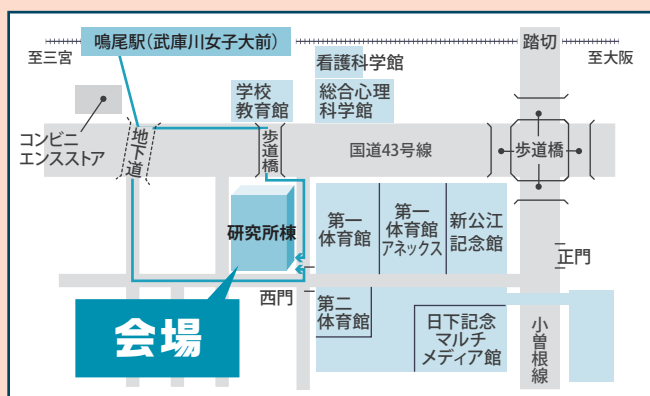 鳴尾駅(武庫川女子大前)
踏切
至三宮
至大阪
看護科学館
学校
教育館
総合心理
科学館
コンビニ
エンスストア
地下道
歩道橋
国道43号線
歩道橋
研究所棟
第一
体育館
第一
体育館
アネックス
新公江
記念館
正門
西門
第二
体育館
会場
日下記念
マルチ
メディア館
小曽根線